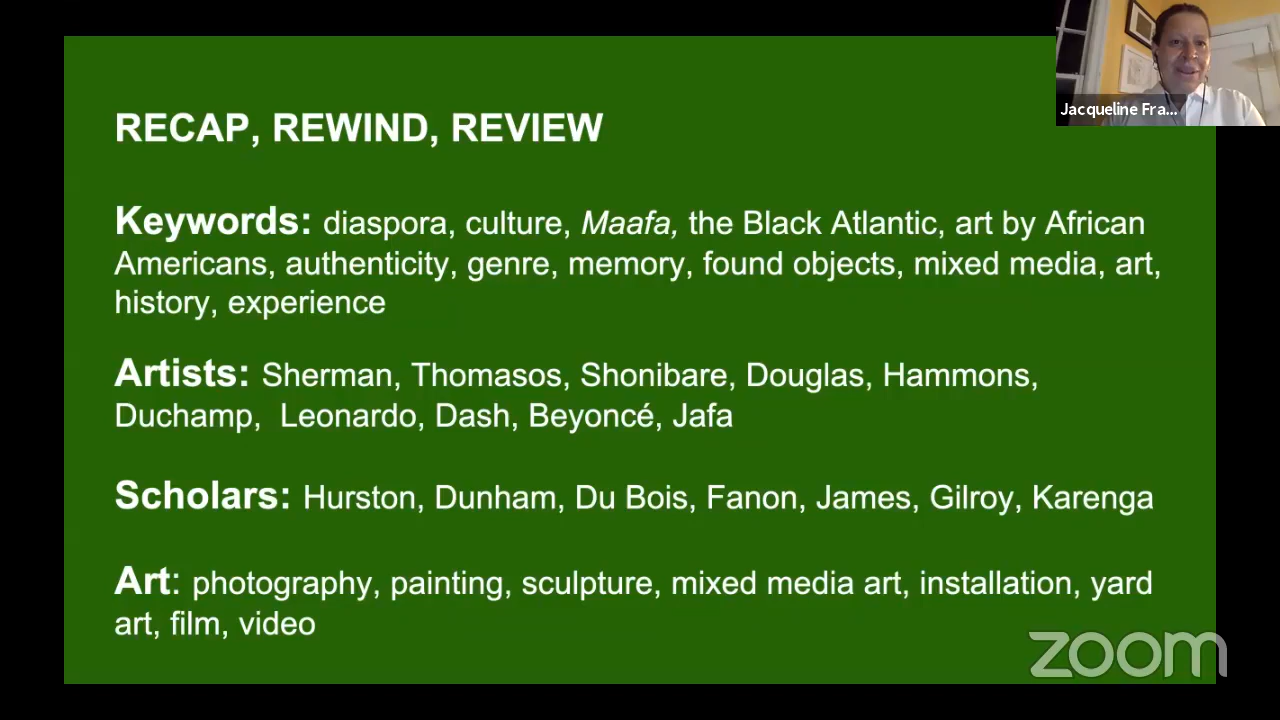 Jacqueline Fra...
RECAP, REWIND, REVIEW
Keywords: diaspora, culture, Maafa, the Black Atlantic, art by African
Americans, authenticity, genre, memory, found objects, mixed media, art,
history, experience
Artists: Sherman, Thomasos, Shonibare, Douglas, Hammons,
Duchamp,  Leonardo, Dash, Beyoncé, Jafa
Scholars: Hurston, Dunham, Du Bois, Fanon, James, Gilroy, Karenga
Art: photography, painting, sculpture, mixed media art, installation, yard
art, film, video
zoom